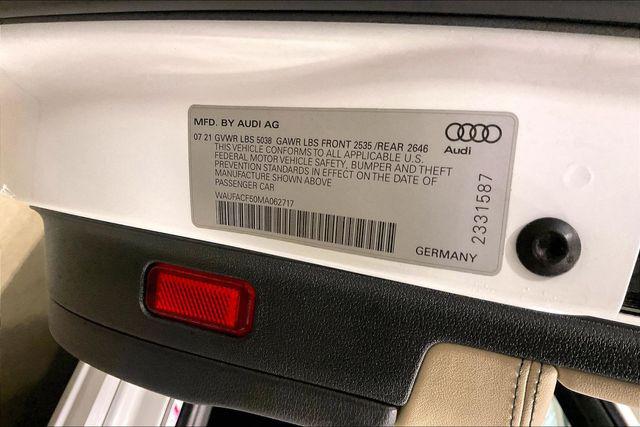 MFD. BY AUDI AG
07 21 GVWR LBS 5038 GAWR LBS FRONT 2535 /REAR 2646
THIS VEHICLE CONFORMS TO ALL APPLICABLE U.S.
FEDERAL MOTOR VEHICLE SAFETY, BUMPER AND THEFT
PREVENTION STANDARDS IN EFFECT ON THE DATE OF
MANUFACTURE SHOWN ABOVE
PASSENGER CAR
WAUFACF50MA062717
Audi
GERMANY
2331587